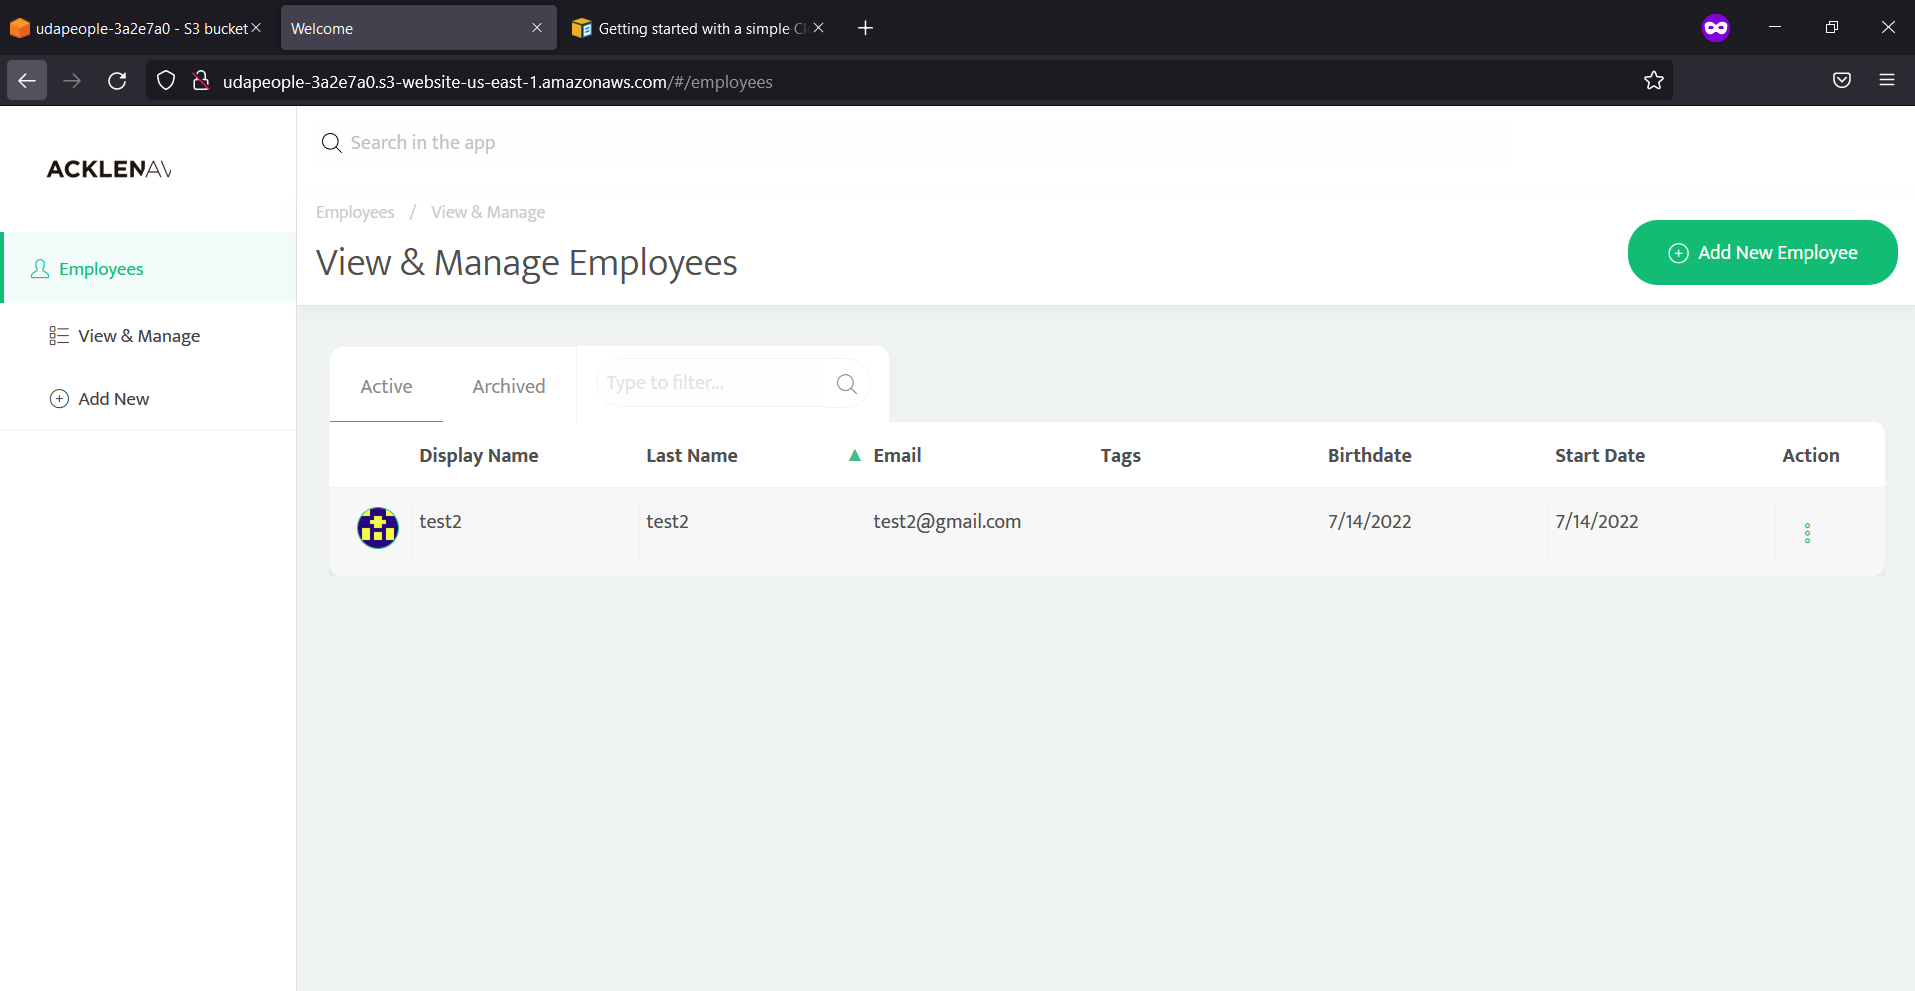 udapeople-3a2e7a0 - S3 bucket
Welcome
Getting started with a simple Cl
udapeople-3a2e7a0.s3-website-us-east-1.amazonaws.com/#/employees
ACKLENAV
Search in the app
Employees / View & Manage
View & Manage Employees
Add New Employee
Employees
View & Manage
Add New
Active Archived Type to filter...
Display Name Last Name ▲ Email Tags Birthdate Start Date Action
test2 test2 test2@gmail.com 7/14/2022 7/14/2022